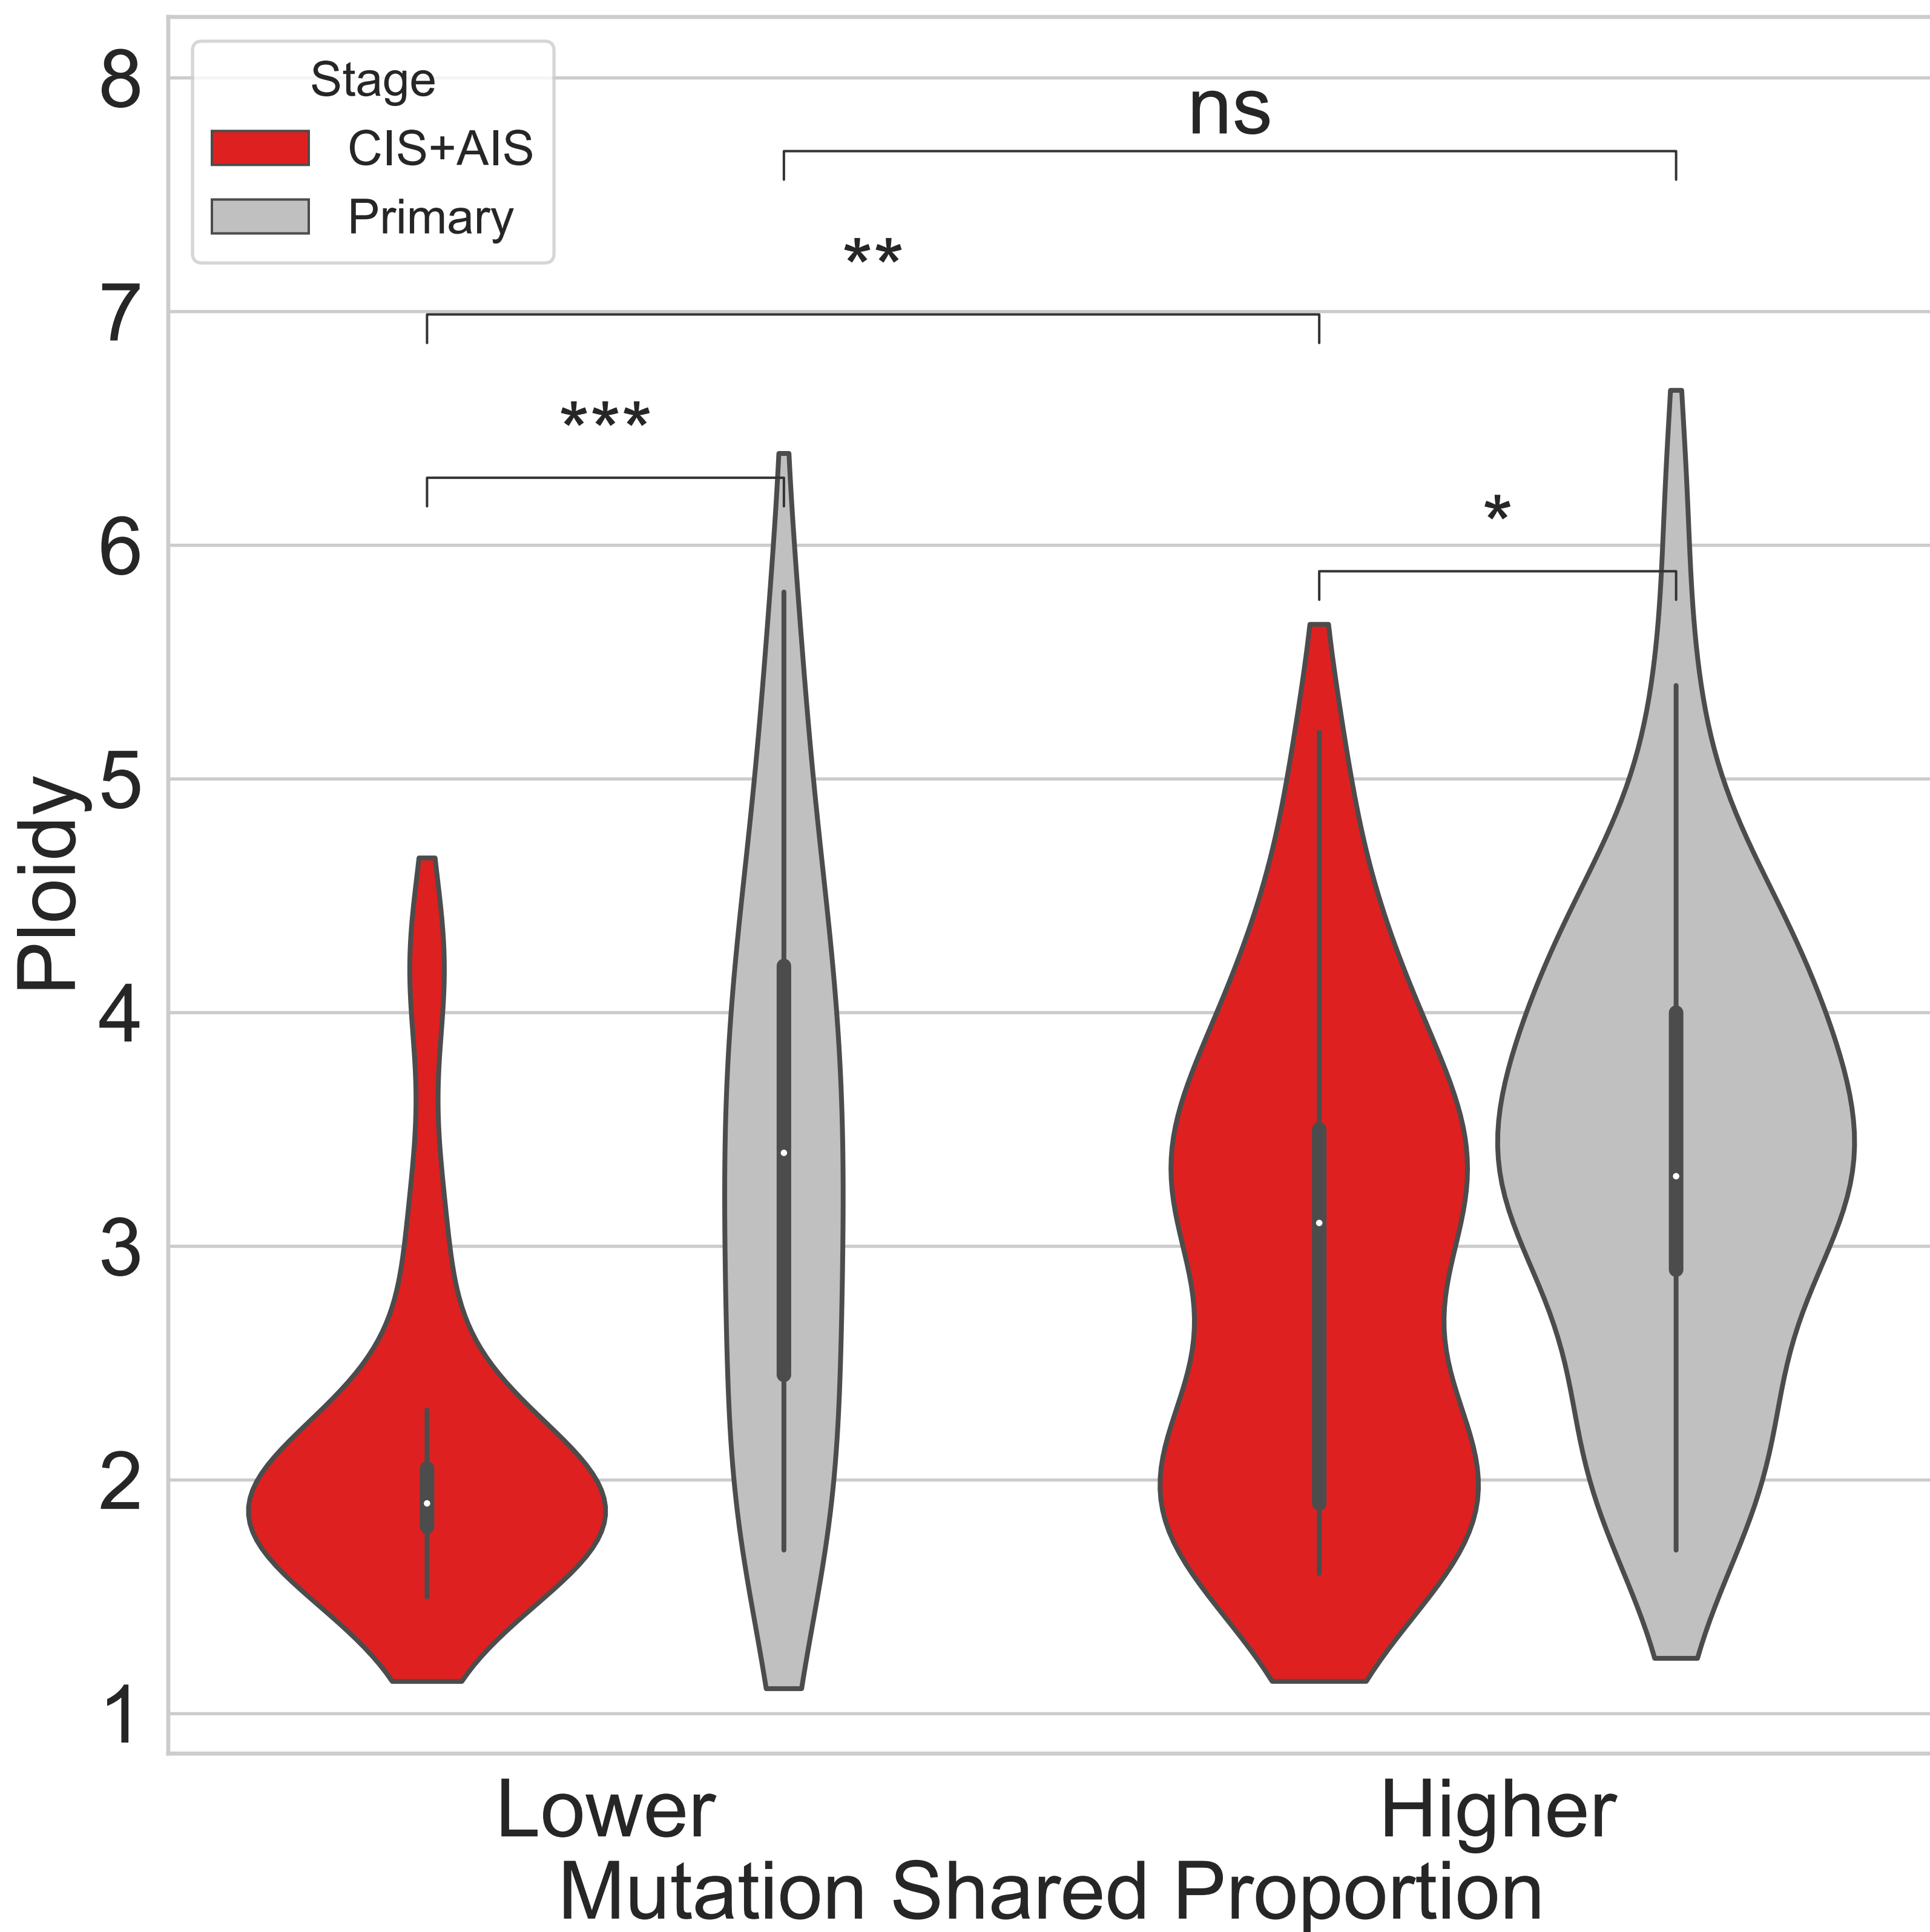 Stage
CIS+AIS
Primary
ns
**
***
*
8
7
6
5
4
3
2
1
Ploidy
Lower
Higher
Mutation Shared Proportion